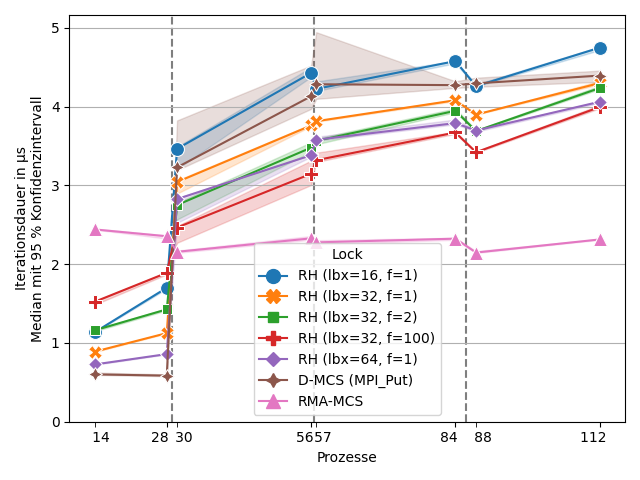 Iterationsdauer in µs
Median mit 95 % Konfidenzintervall
5
4
3
2
1
0
Lock
RH (lbx=16, f=1)
RH (lbx=32, f=1)
RH (lbx=32, f=2)
RH (lbx=32, f=100)
RH (lbx=64, f=1)
D-MCS (MPI_Put)
RMA-MCS
14 28 30 56 57 84 88 112
Prozesse